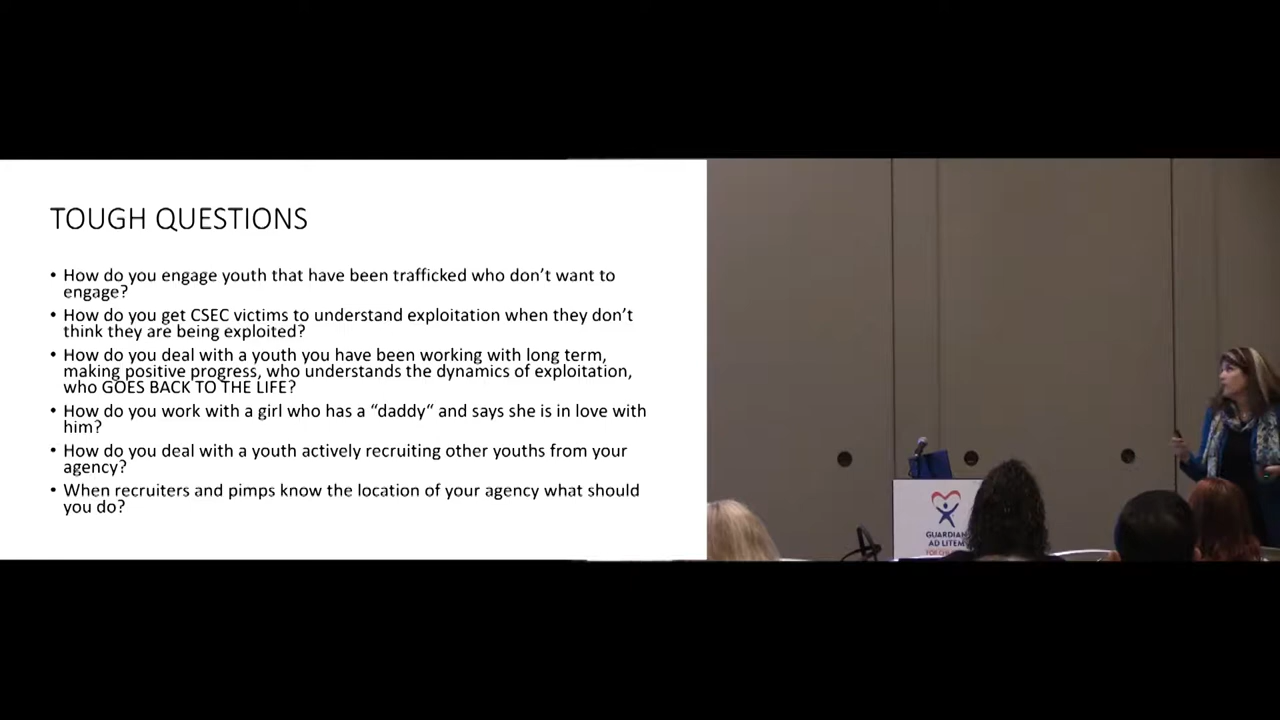 TOUGH QUESTIONS
• How do you engage youth that have been trafficked who don’t want to
engage?
• How do you get CSEC victims to understand exploitation when they don’t
think they are being exploited?
• How do you deal with a youth you have been working with long term,
making positive progress, who understands the dynamics of exploitation,
who GOES BACK TO THE LIFE?
• How do you work with a girl who has a “daddy“ and says she is in love with
him?
• How do you deal with a youth actively recruiting other youths from your
agency?
• When recruiters and pimps know the location of your agency what should
you do?
GUARDIAN
AD LITEM